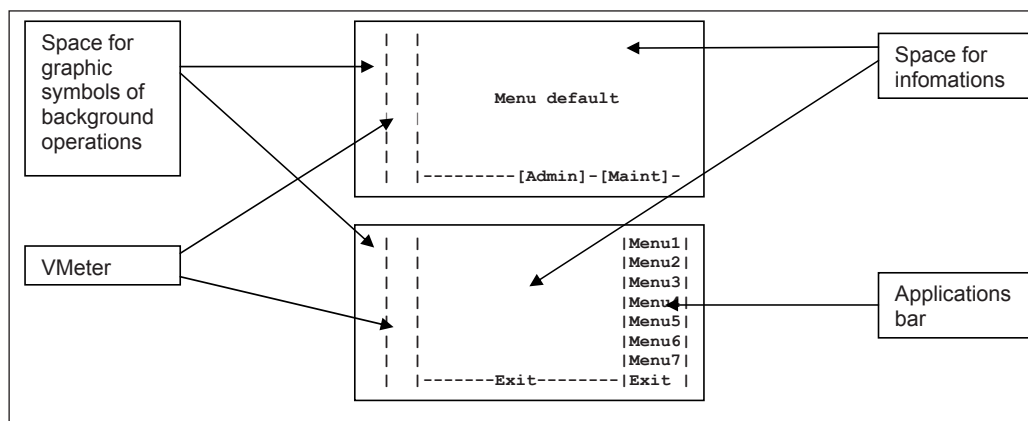 Space for
graphic
symbols of
background
operations
VMeter
| |
| |
| |
| | Menu default
| |
| |
| |
| |---------[Admin]-[Maint]-
| | |Menu1|
| | |Menu2|
| | |Menu3|
| | |Menu4|
| | |Menu5|
| | |Menu6|
| | |Menu7|
| |-------Exit--------|Exit |
Space for
infomations
Applications
bar